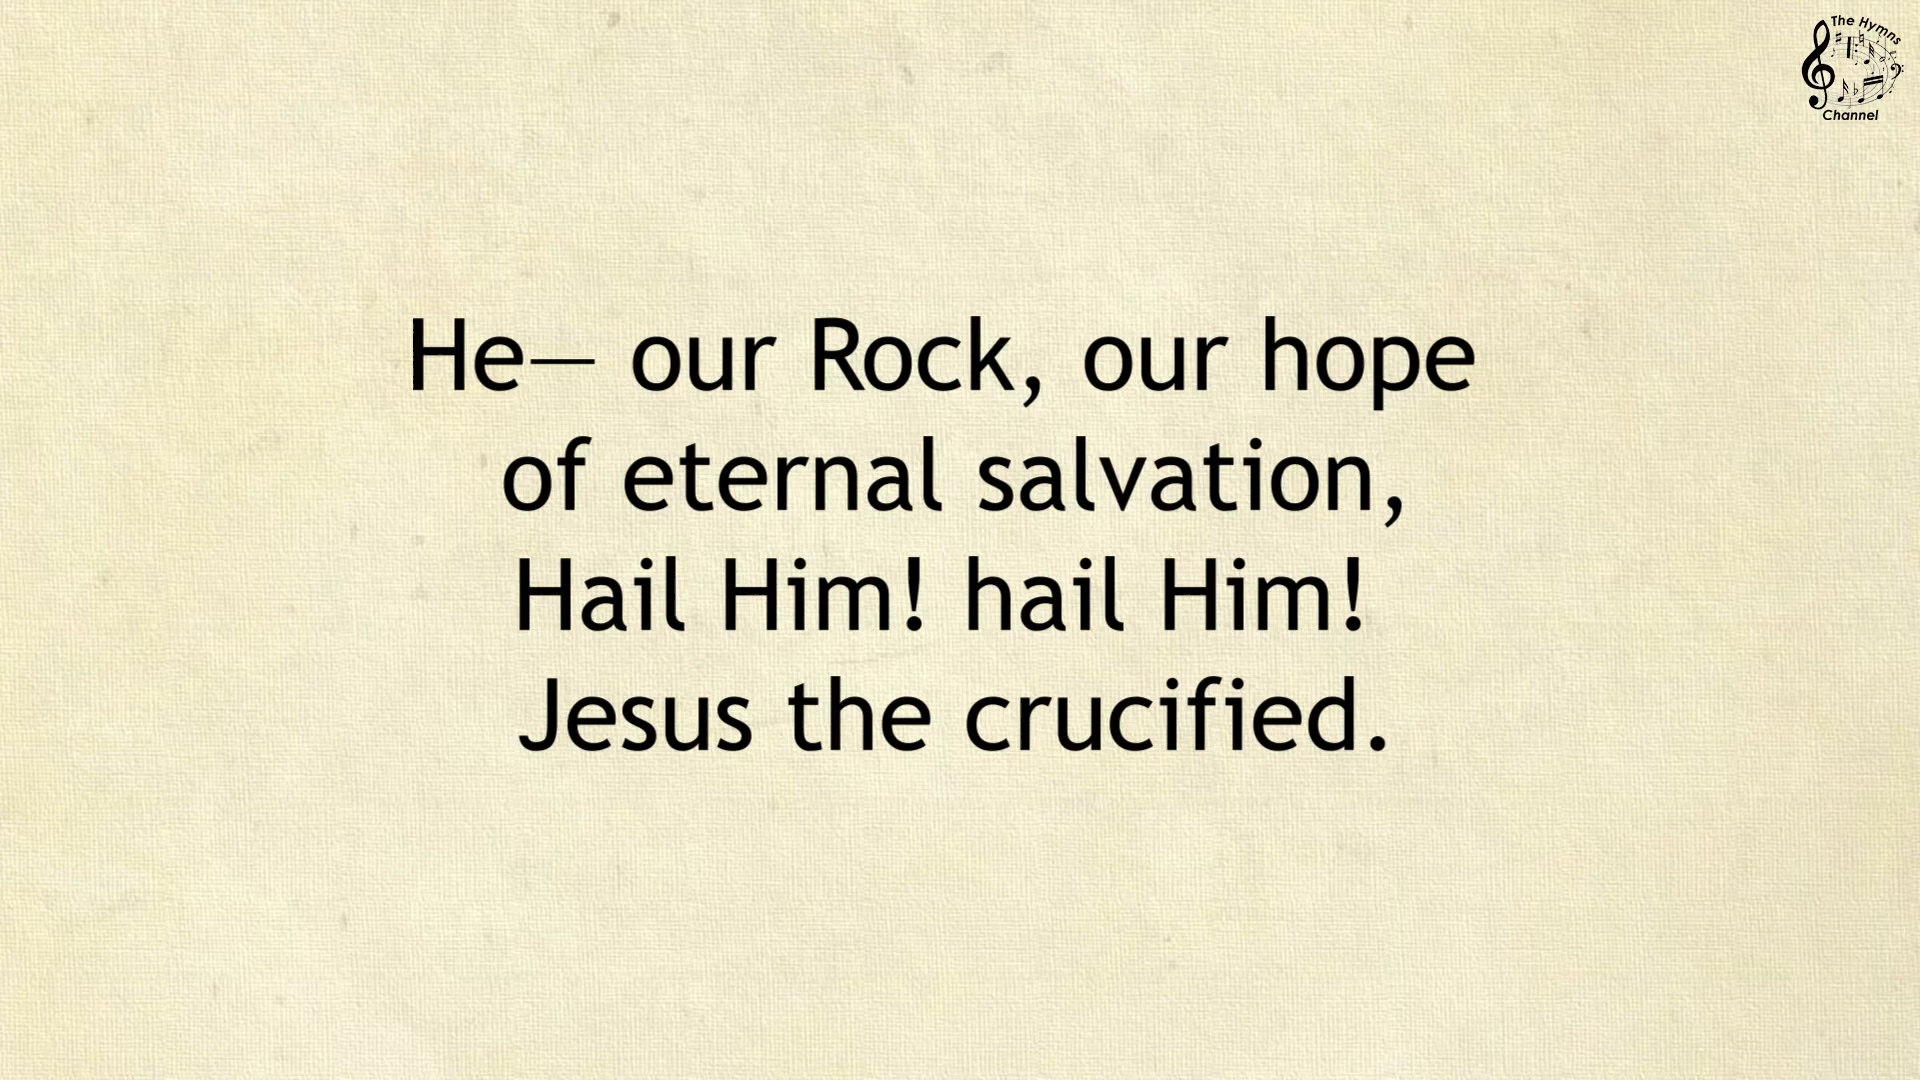 The Hymns
Channel
He— our Rock, our hope
of eternal salvation,
Hail Him! hail Him!
Jesus the crucified.